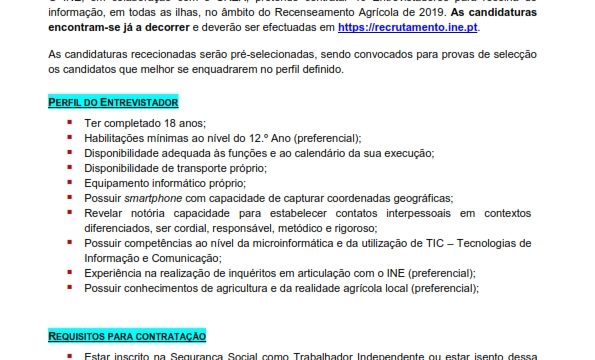 informação, em todas as ilhas, no âmbito do Recenseamento Agrícola de 2019. As candidaturas
encontram-se já a decorrer e deverão ser efectuadas em https://recrutamento.ine.pt.
As candidaturas rececionadas serão pré-selecionadas, sendo convocados para provas de selecção
os candidatos que melhor se enquadrarem no perfil definido.
PERFIL DO ENTREVISTADOR
▪ Ter completado 18 anos;
▪ Habilitações mínimas ao nível do 12.º Ano (preferencial);
▪ Disponibilidade adequada às funções e ao calendário da sua execução;
▪ Disponibilidade de transporte próprio;
▪ Equipamento informático próprio;
▪ Possuir smartphone com capacidade de capturar coordenadas geográficas;
▪ Revelar notória capacidade para estabelecer contatos interpessoais em contextos
diferenciados, ser cordial, responsável, metódico e rigoroso;
▪ Possuir competências ao nível da microinformática e da utilização de TIC – Tecnologias de
Informação e Comunicação;
▪ Experiência na realização de inquéritos em articulação com o INE (preferencial);
▪ Possuir conhecimentos de agricultura e da realidade agrícola local (preferencial);
REQUISITOS PARA CONTRATAÇÃO
▪ Estar inscrito na Segurança Social como Trabalhador Independente ou estar isento dessa